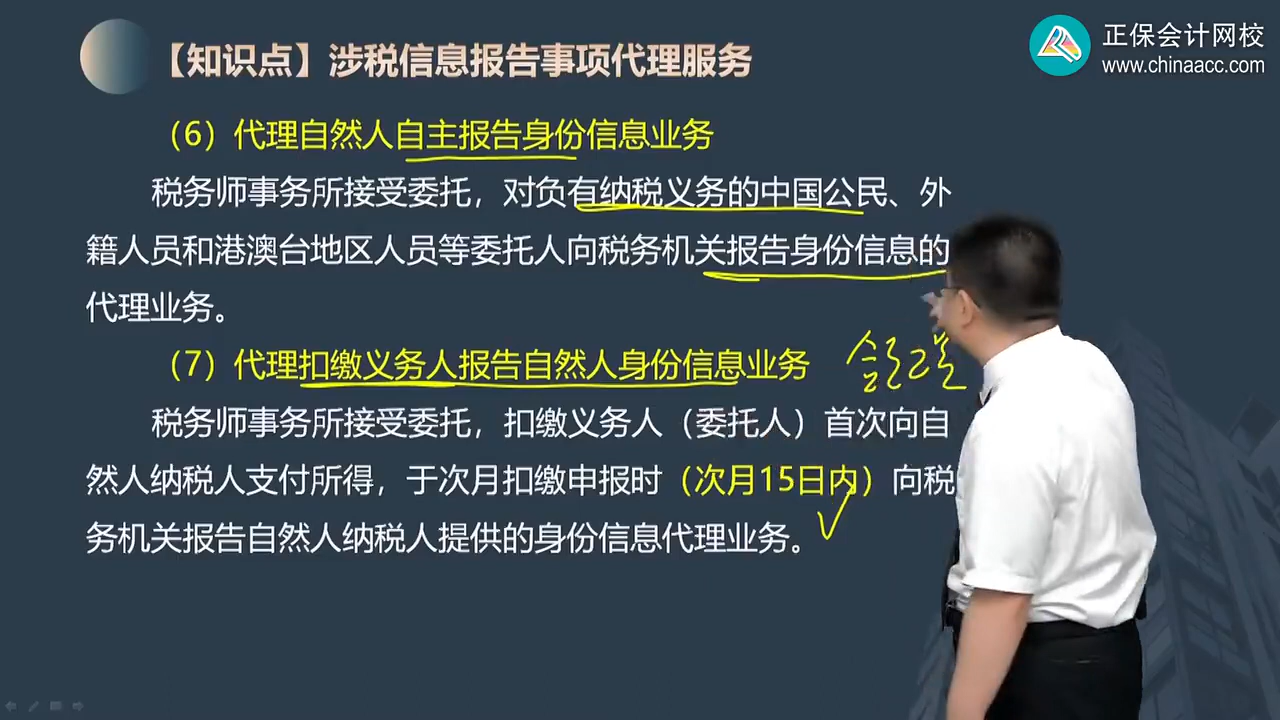 【知识点】涉税信息报告事项代理服务
正保会计网校
www.chinaacc.com
（6）代理自然人自主报告身份信息业务
税务师事务所接受委托，对负有纳税义务的中国公民、外
籍人员和港澳台地区人员等委托人向税务机关报告身份信息的
代理业务。
（7）代理扣缴义务人报告自然人身份信息业务
税务师事务所接受委托，扣缴义务人（委托人）首次向自
然人纳税人支付所得，于次月扣缴申报时（次月15日内）向税
务机关报告自然人纳税人提供的身份信息代理业务。